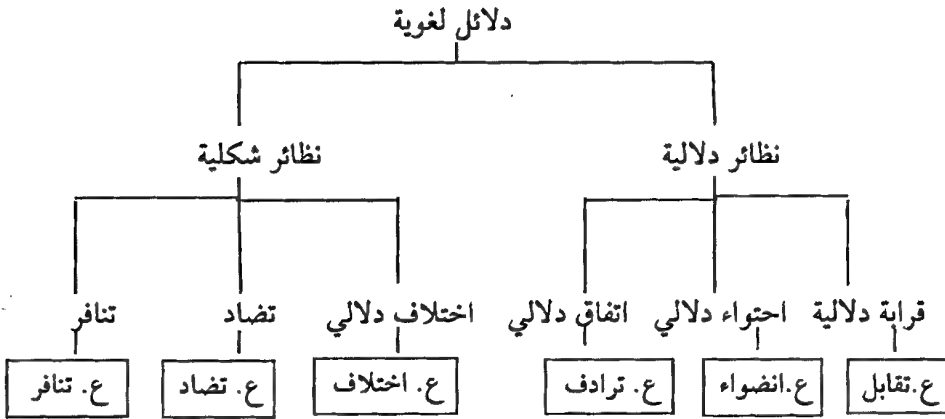 دلائل لغوية
نظائر دلالية نظائر شكلية
قرابة دلالية احتواء دلالي اتفاق دلالي اختلاف دلالي تضاد تنافر
ع.تقابل ع.انضواء ع. ترادف ع. اختلاف ع. تضاد ع. تنافر